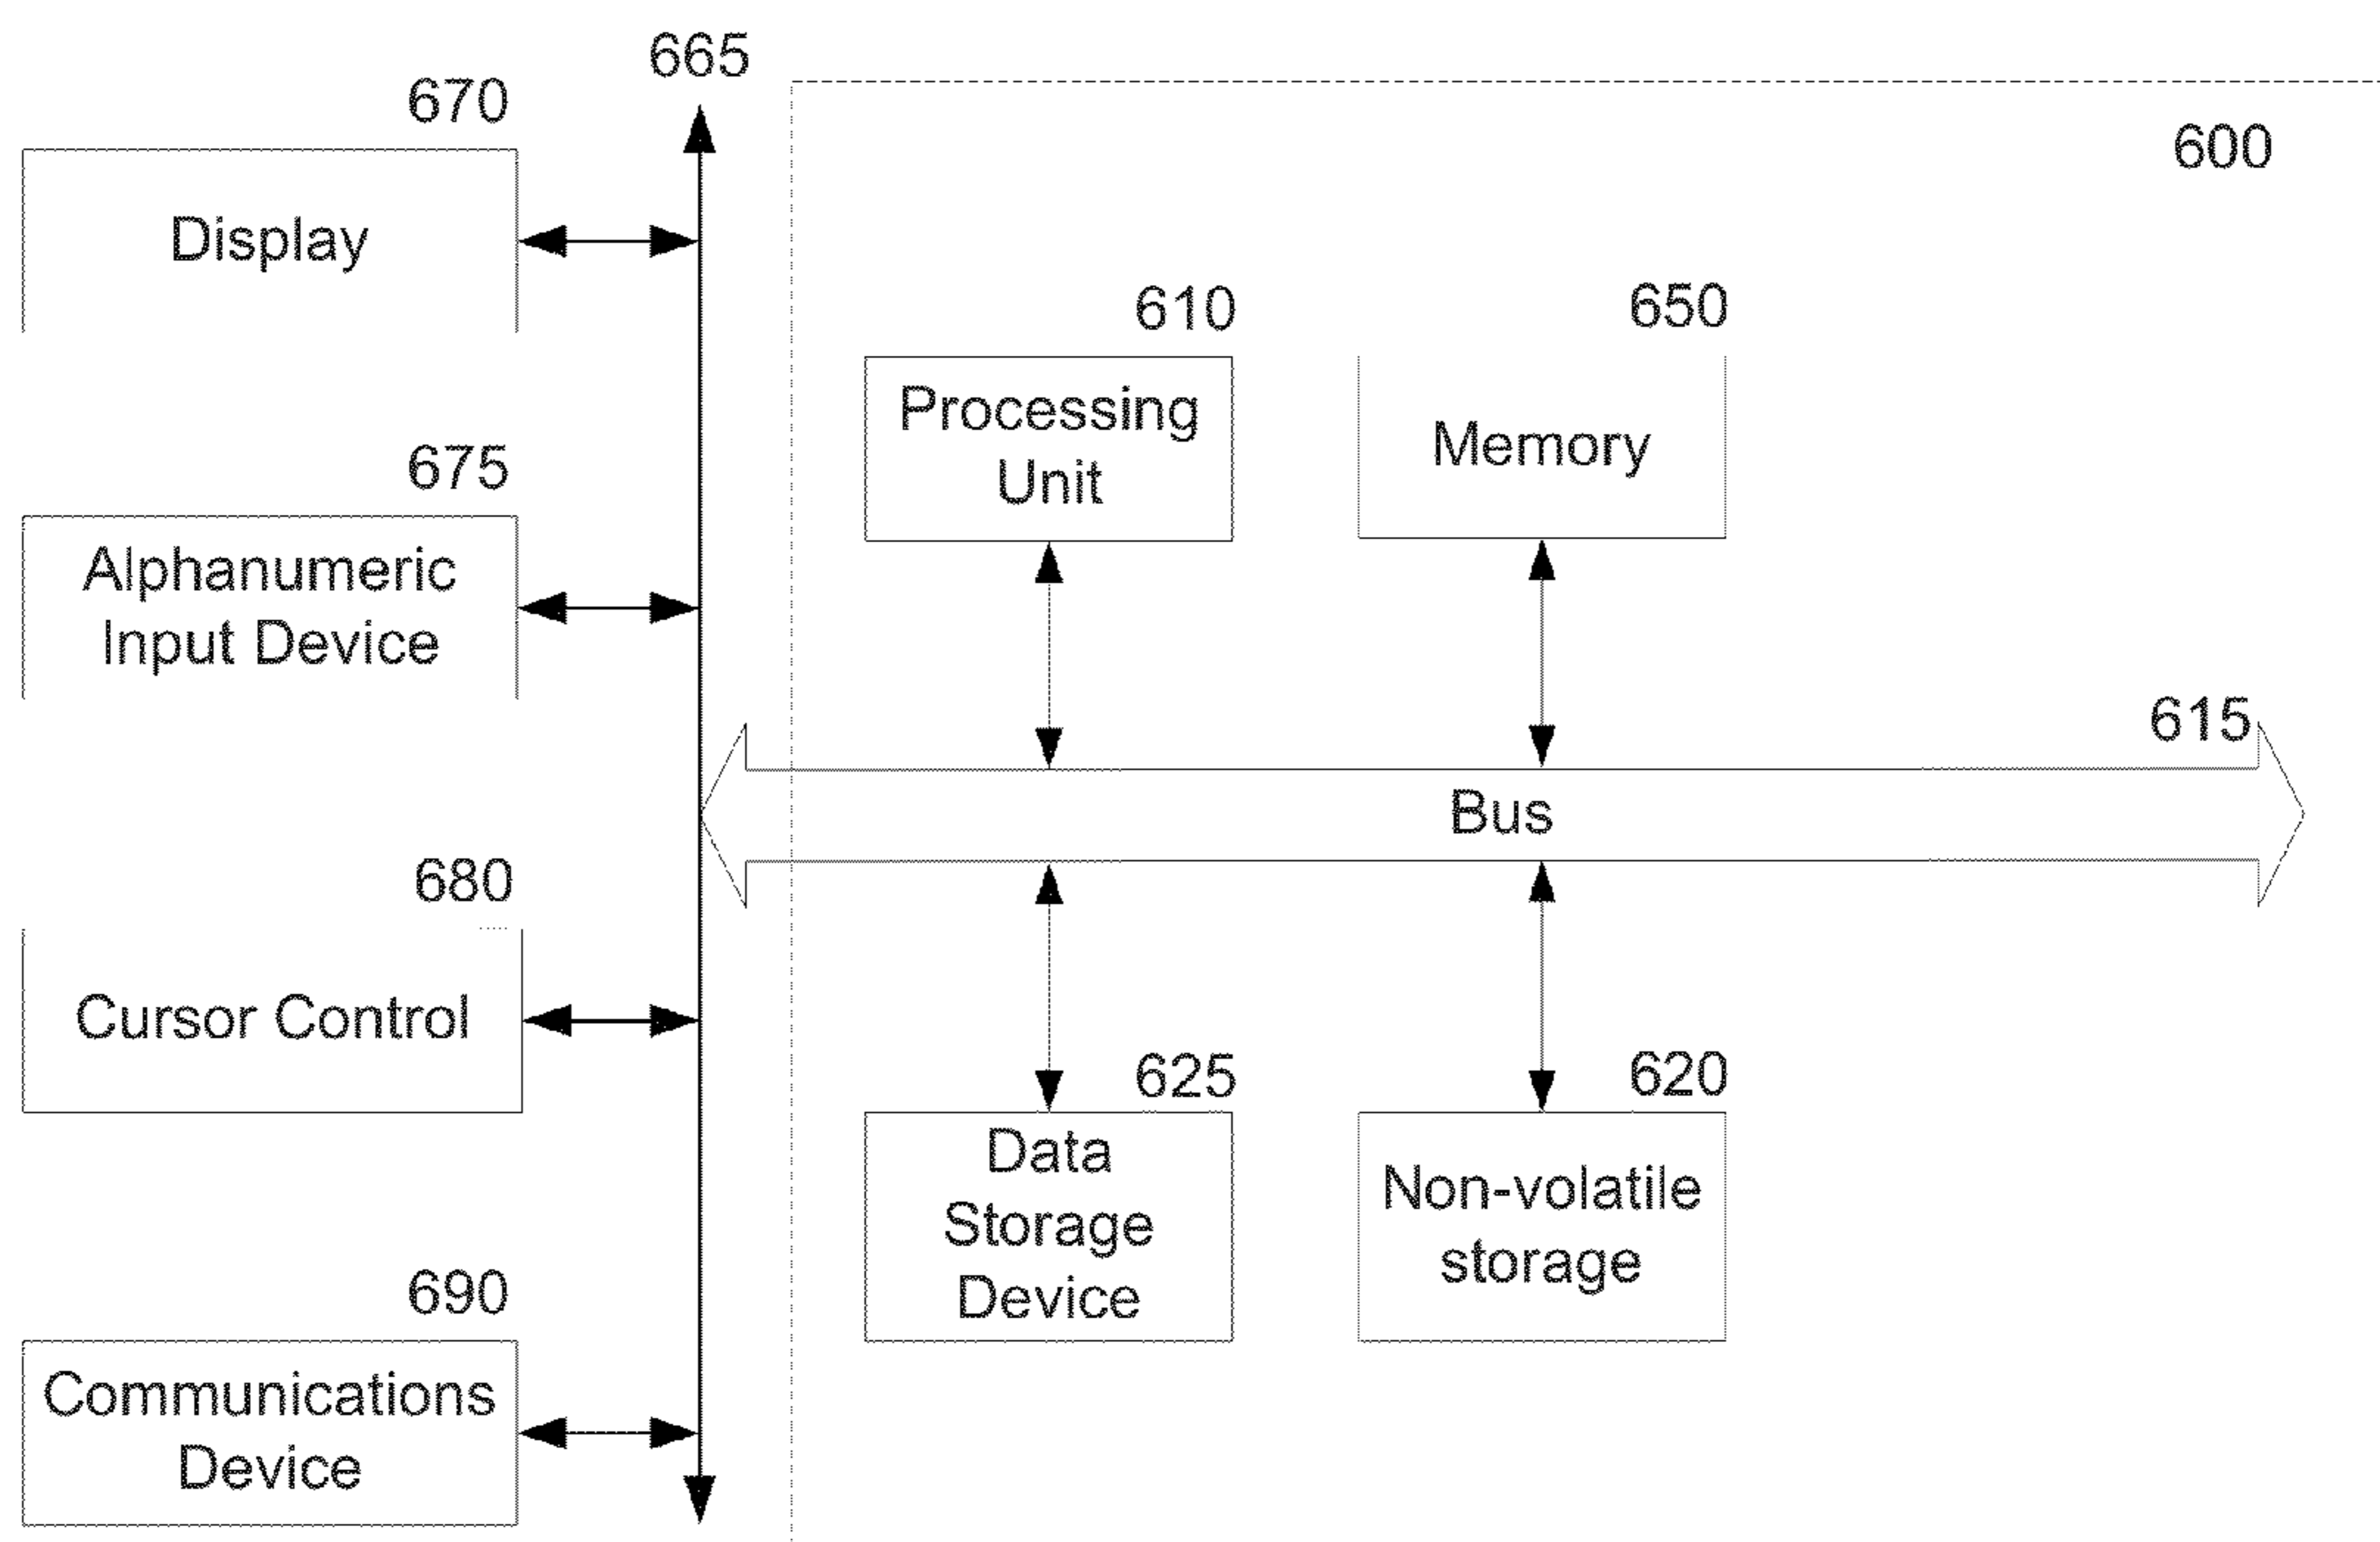 665
670
600
Display
610
650
Processing
Unit
Memory
675
Alphanumeric
Input Device
615
Bus
680
Cursor Control
625
620
Data
Storage
Device
Non-volatile
storage
690
Communications
Device